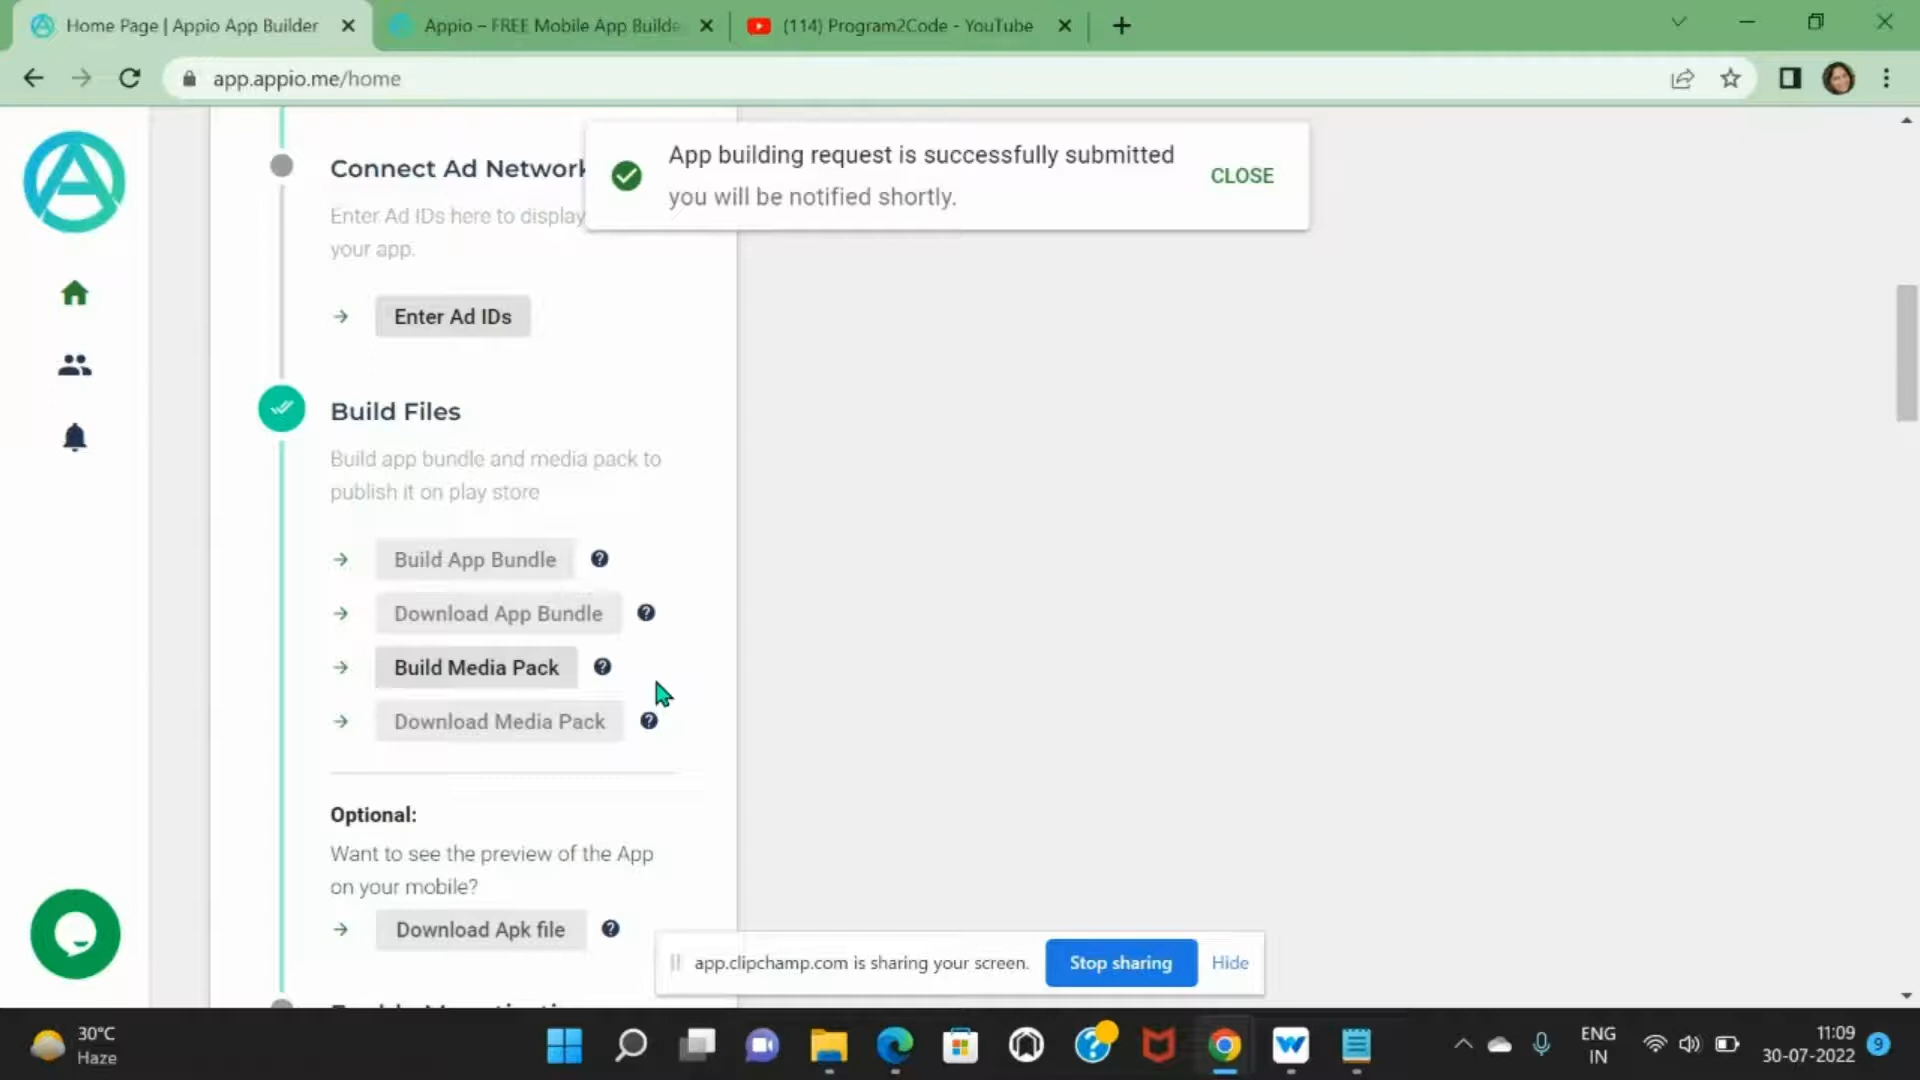 Home Page | Appio App Builder
Appio – FREE Mobile App Builde
(114) Program2Code - YouTube
app.appio.me/home
App building request is successfully submitted
you will be notified shortly.
CLOSE
Connect Ad Network
Enter Ad IDs here to display
your app.
Enter Ad IDs
Build Files
Build app bundle and media pack to
publish it on play store
Build App Bundle
Download App Bundle
Build Media Pack
Download Media Pack
Optional:
Want to see the preview of the App
on your mobile?
Download Apk file
app.clipchamp.com is sharing your screen.
Stop sharing
Hide
30°C
Haze
ENG
IN
11:09
30-07-2022
9